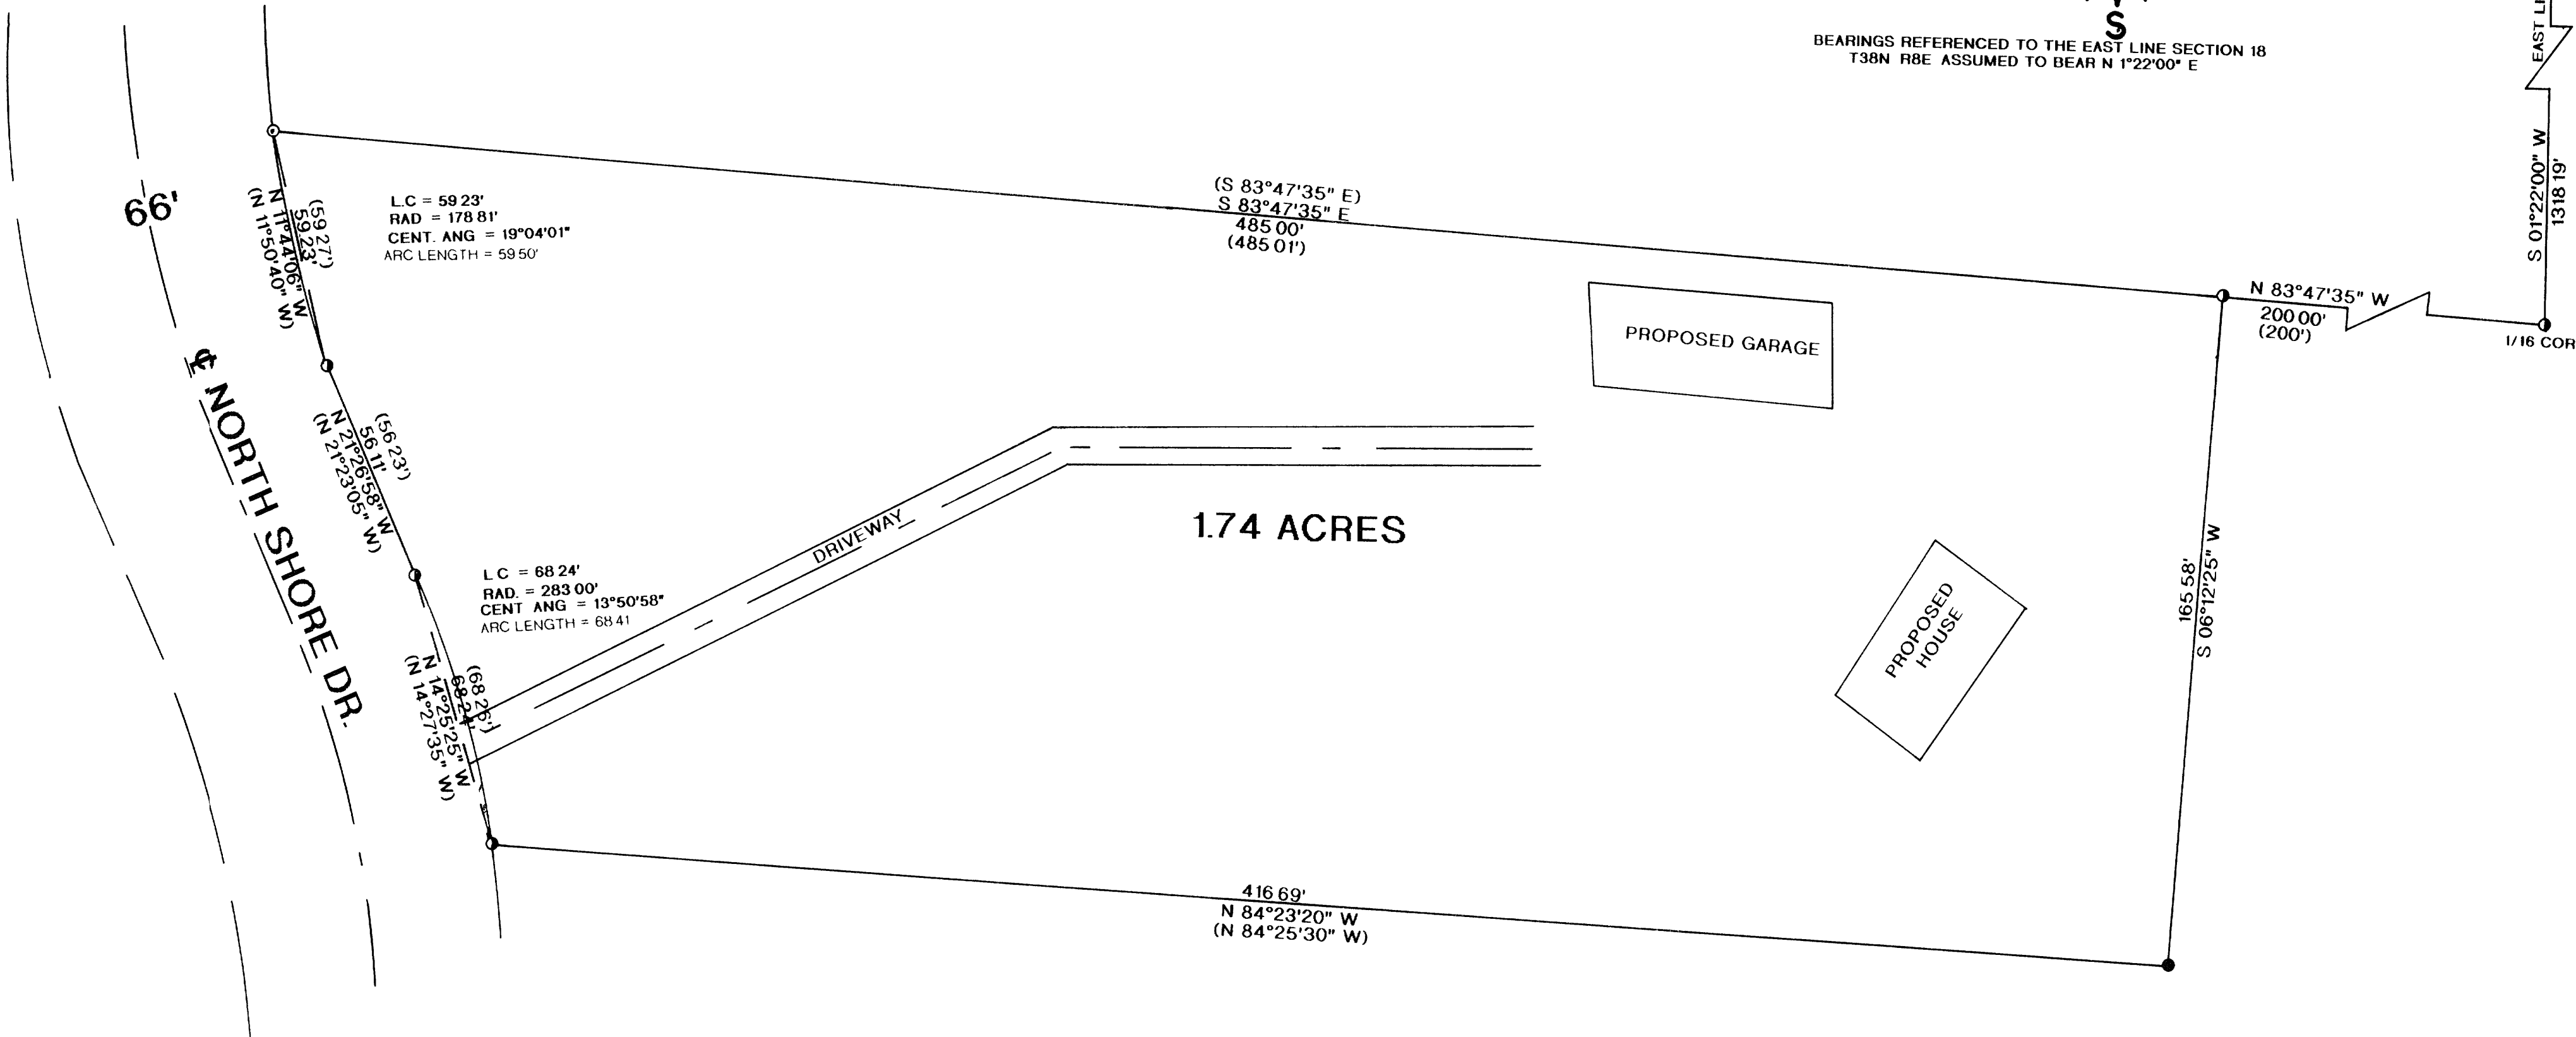 S
BEARINGS REFERENCED TO THE EAST LINE SECTION 18
T38N R8E ASSUMED TO BEAR N 1°22'00" E
EAST
S 01°22'00" W
1318 19'
66'
(59 27')
59 23'
N 11°44'06" W
(N 11°50'40" W)
L.C = 59 23'
RAD = 178 81'
CENT. ANG = 19°04'01"
ARC LENGTH = 59 50'
(S 83°47'35" E)
S 83°47'35" E
485 00'
(485 01')
N 83°47'35" W
200 00'
(200')
1/16 COR
PROPOSED GARAGE
℄ NORTH SHORE DR.
(56 23')
56 11'
N 21°26'58" W
(N 21°23'05" W)
DRIVEWAY
1.74 ACRES
L C = 68 24'
RAD. = 283 00'
CENT ANG = 13°50'58"
ARC LENGTH = 68 41
165 58'
S 06°12'25" W
PROPOSED
HOUSE
(68 26')
68 24'
N 14°25'25" W
(N 14°27'35" W)
416 69'
N 84°23'20" W
(N 84°25'30" W)